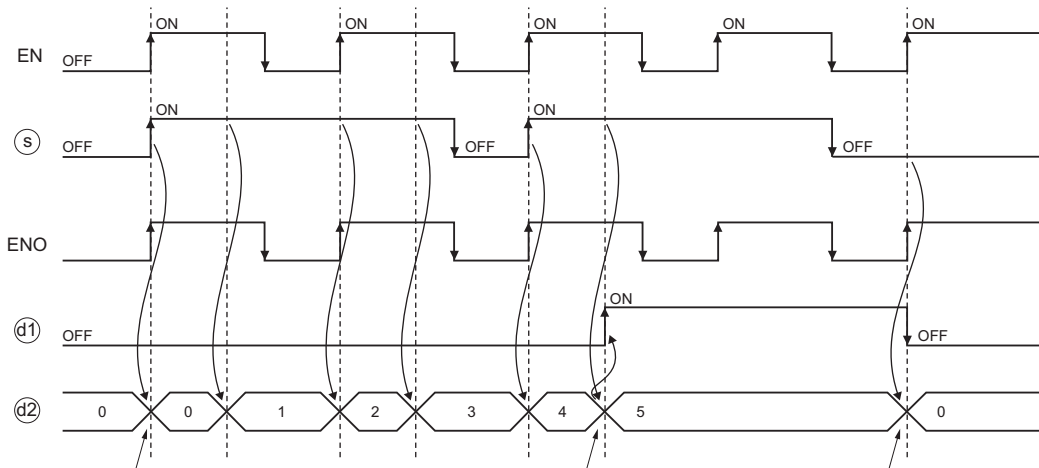 ON ON ON ON ON
EN
OFF
ON ON
s
OFF OFF OFF
ENO
ON
d1
OFF OFF
d2 0 0 1 2 3 4 5 0